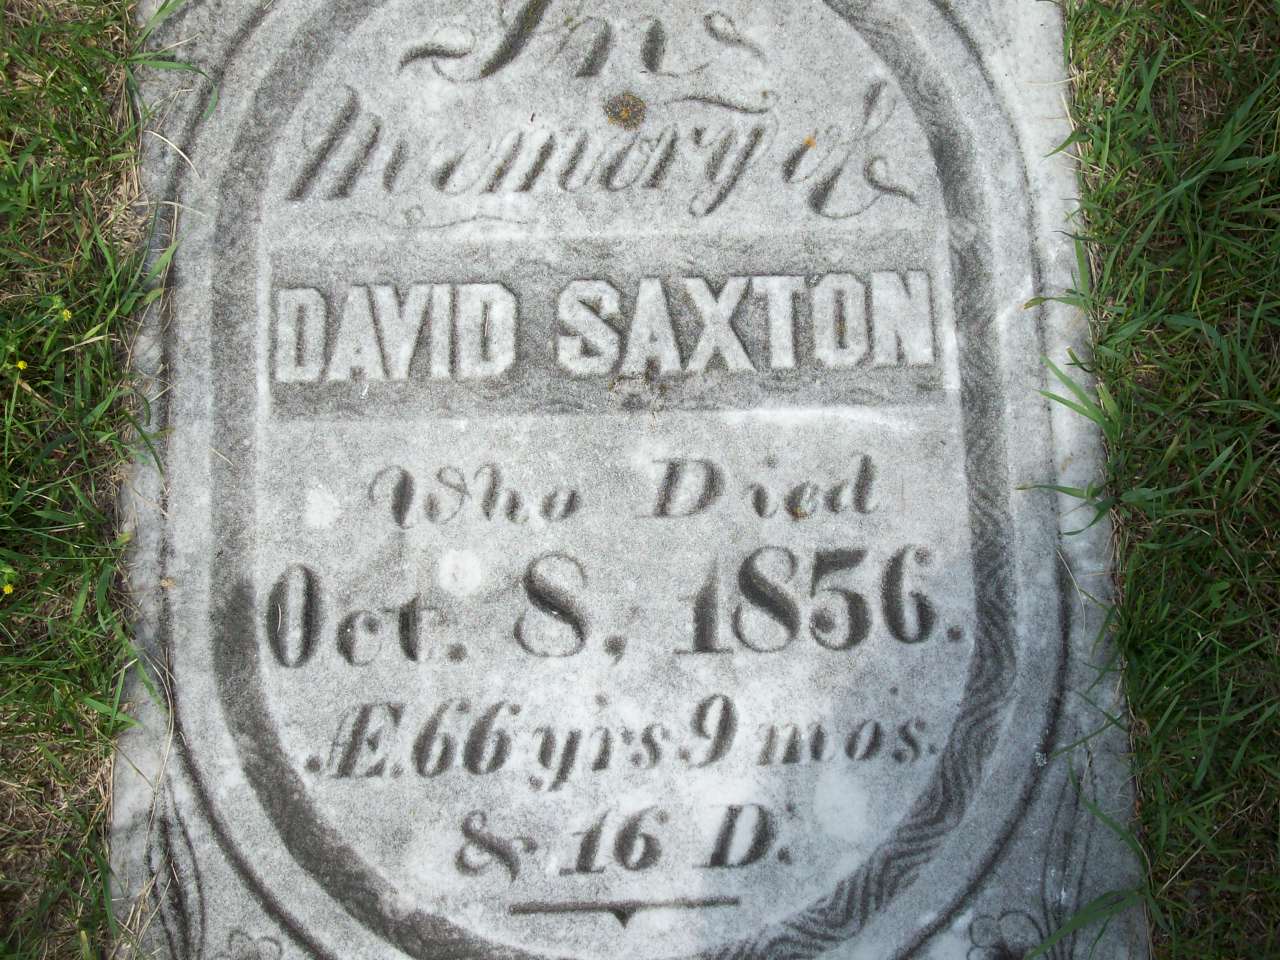 In
Memory of
DAVID SAXTON
Who Died
Oct. 8, 1856.
Æ. 66 yrs 9 mos.
& 16 D.